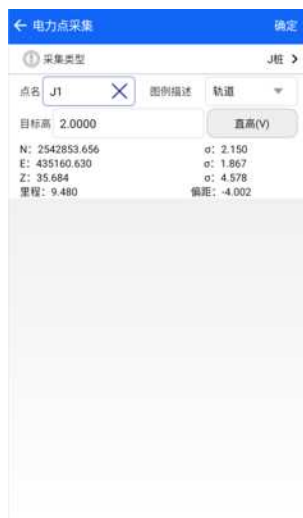 ← 电力点采集 确定
采集类型 J桩 >
点名 J1 图例描述 轨道
目标高 2.0000 直高(V)
N: 2542853.656 σ: 2.150
E: 435160.630 σ: 1.867
Z: 35.684 σ: 4.578
里程: 9.480 偏距: -4.002